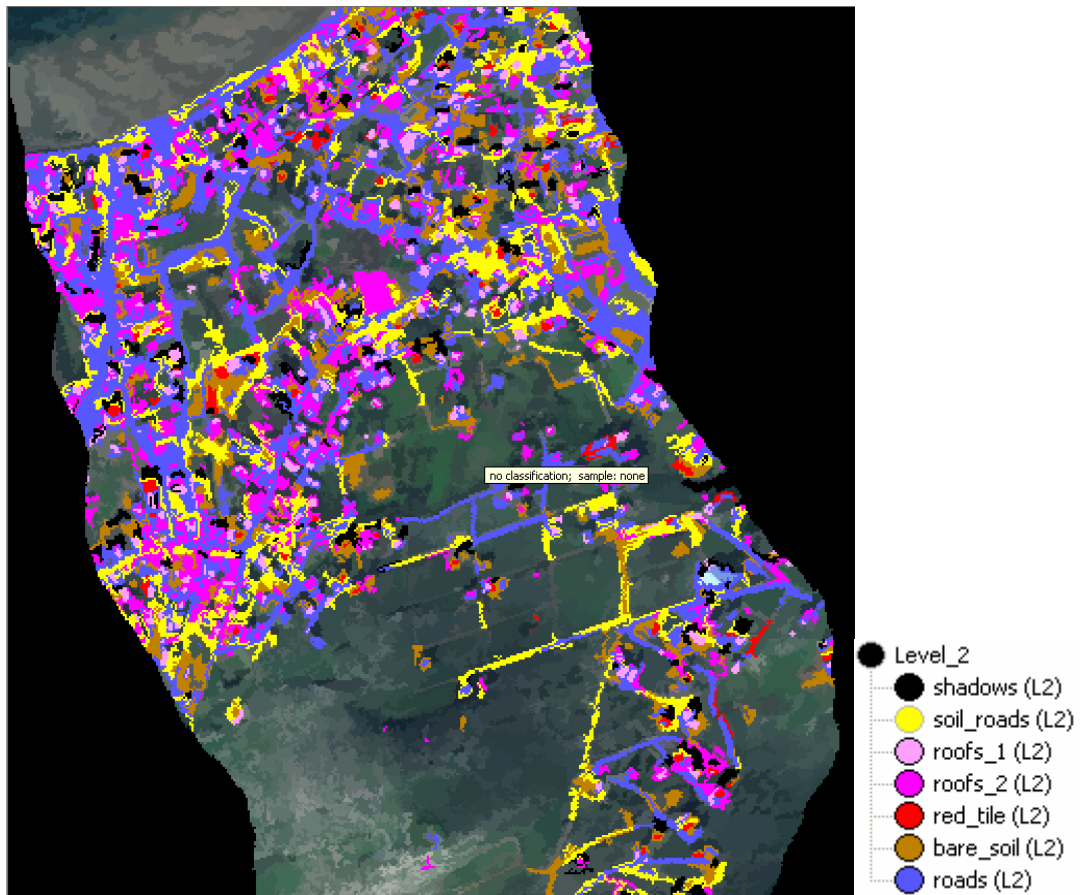 no classification; sample: none
Level_2
shadows (L2)
soil_roads (L2)
roofs_1 (L2)
roofs_2 (L2)
red_tile (L2)
bare_soil (L2)
roads (L2)